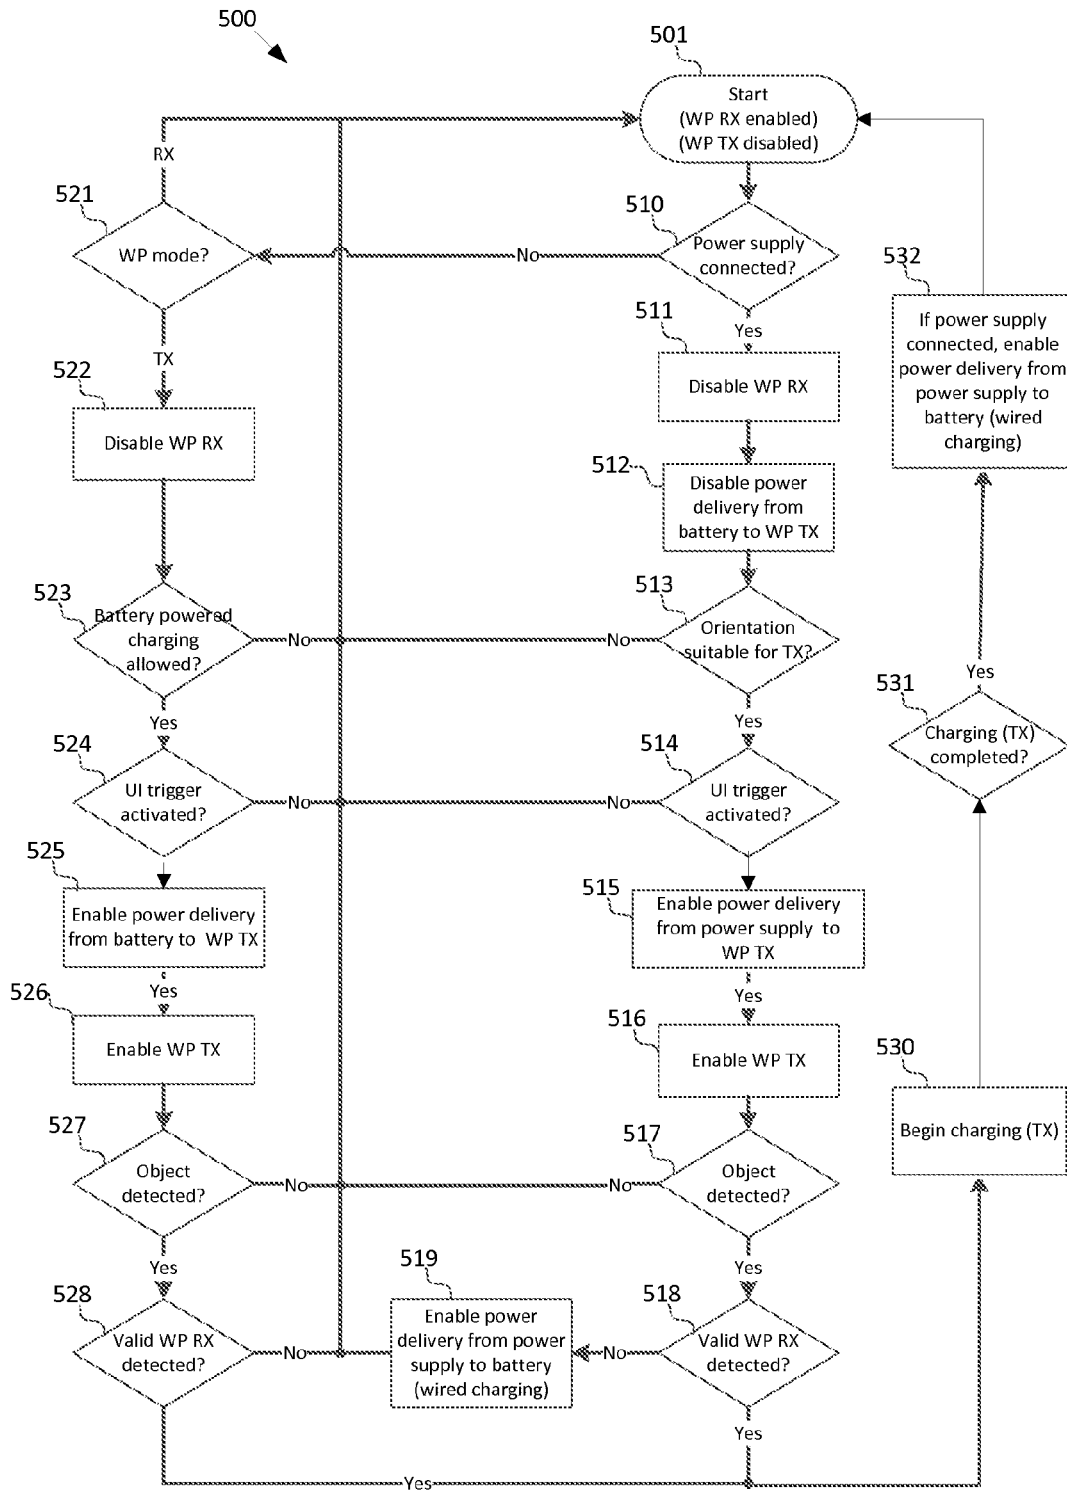 500
501
Start
(WP RX enabled)
(WP TX disabled)
RX
521
WP mode?
510
Power supply
connected?
No
532
If power supply
connected, enable
power delivery from
power supply to
battery (wired
charging)
TX
Yes
511
Disable WP RX
522
Disable WP RX
512
Disable power
delivery from
battery to WP TX
523
Battery powered
charging
allowed?
No
No
513
Orientation
suitable for TX?
Yes
531
Charging (TX)
completed?
Yes
Yes
524
UI trigger
activated?
No
No
514
UI trigger
activated?
525
Enable power delivery
from battery to WP TX
515
Enable power delivery
from power supply to
WP TX
Yes
Yes
526
Enable WP TX
516
Enable WP TX
530
Begin charging (TX)
527
Object
detected?
No
No
517
Object
detected?
Yes
Yes
528
Valid WP RX
detected?
No
519
Enable power
delivery from power
supply to battery
(wired charging)
No
518
Valid WP RX
detected?
Yes
Yes